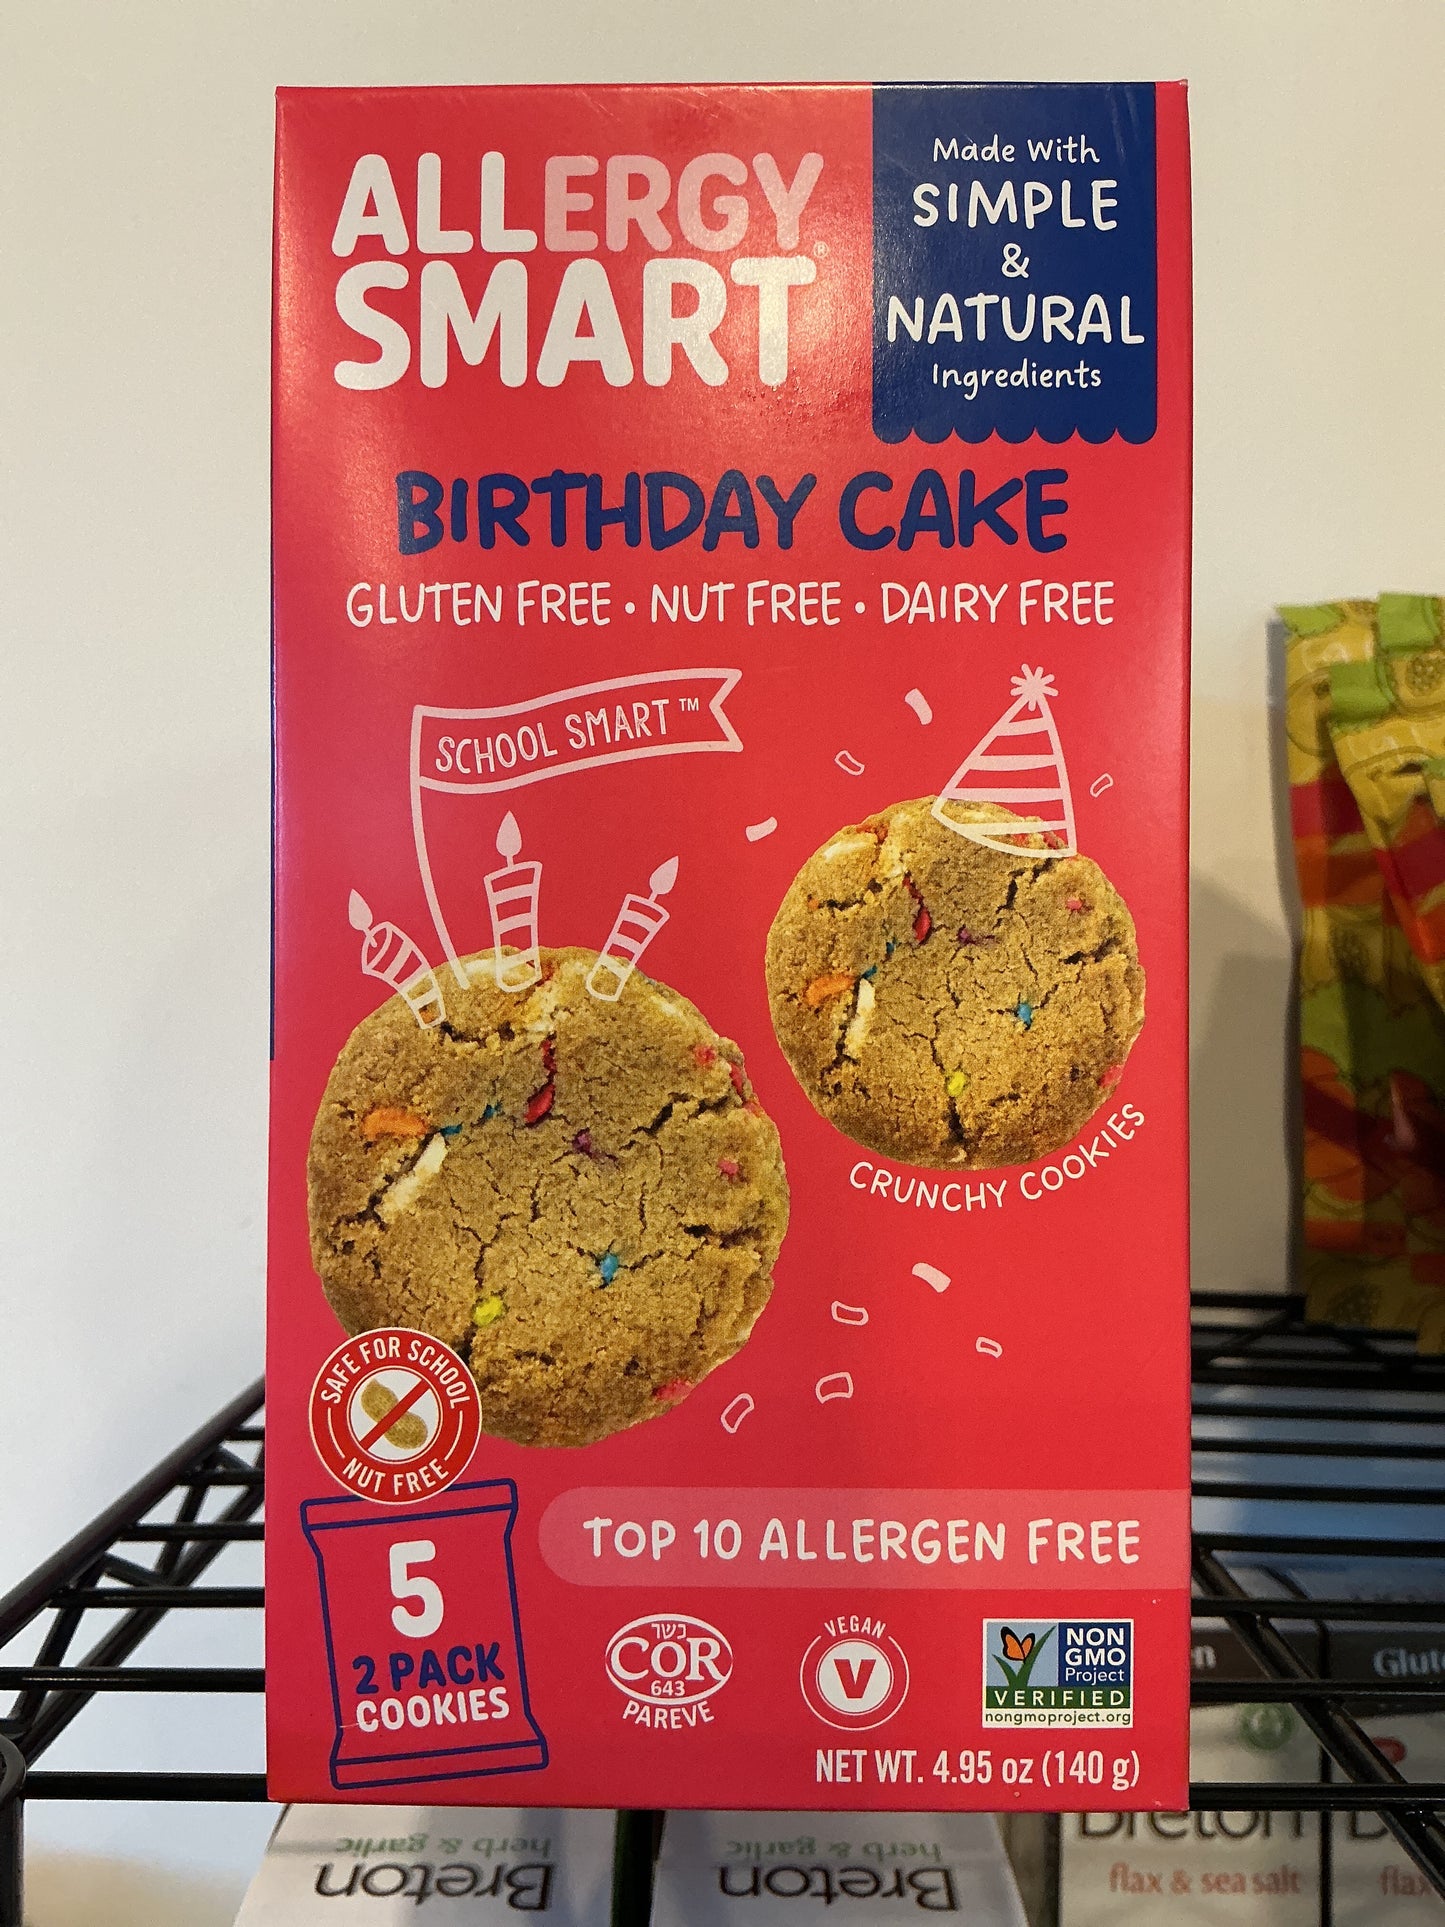 ALLERGY
SMART®
Made With
SIMPLE
&
NATURAL
Ingredients
BIRTHDAY CAKE
GLUTEN FREE • NUT FREE • DAIRY FREE
SCHOOL SMART™
CRUNCHY COOKIES
SAFE FOR SCHOOL
NUT FREE
TOP 10 ALLERGEN FREE
5
2 PACK
COOKIES
כשר
COR
643
PAREVE
VEGAN
V
NON
GMO
Project
VERIFIED
nongmoproject.org
NET WT. 4.95 oz (140 g)
herb & garlic
Breton
herb & garlic
Breton
Breton
flax & sea salt
flax